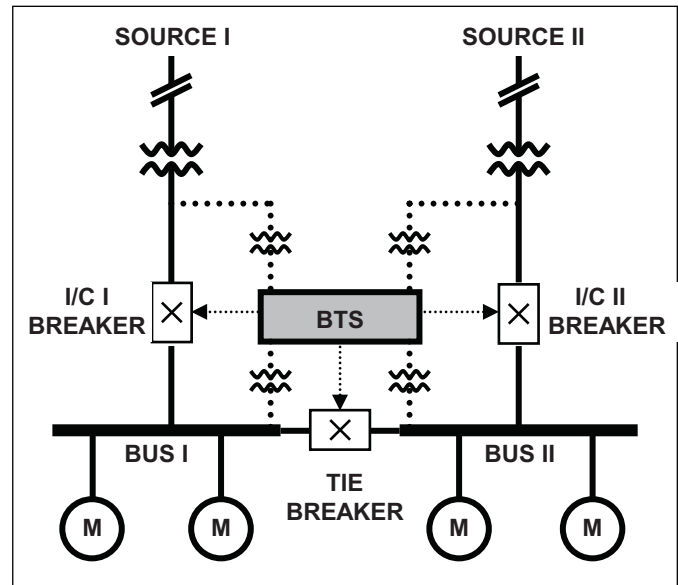 SOURCE I
SOURCE II
I/C I
BREAKER
BTS
I/C II
BREAKER
BUS I
TIE
BREAKER
BUS II
M
M
M
M